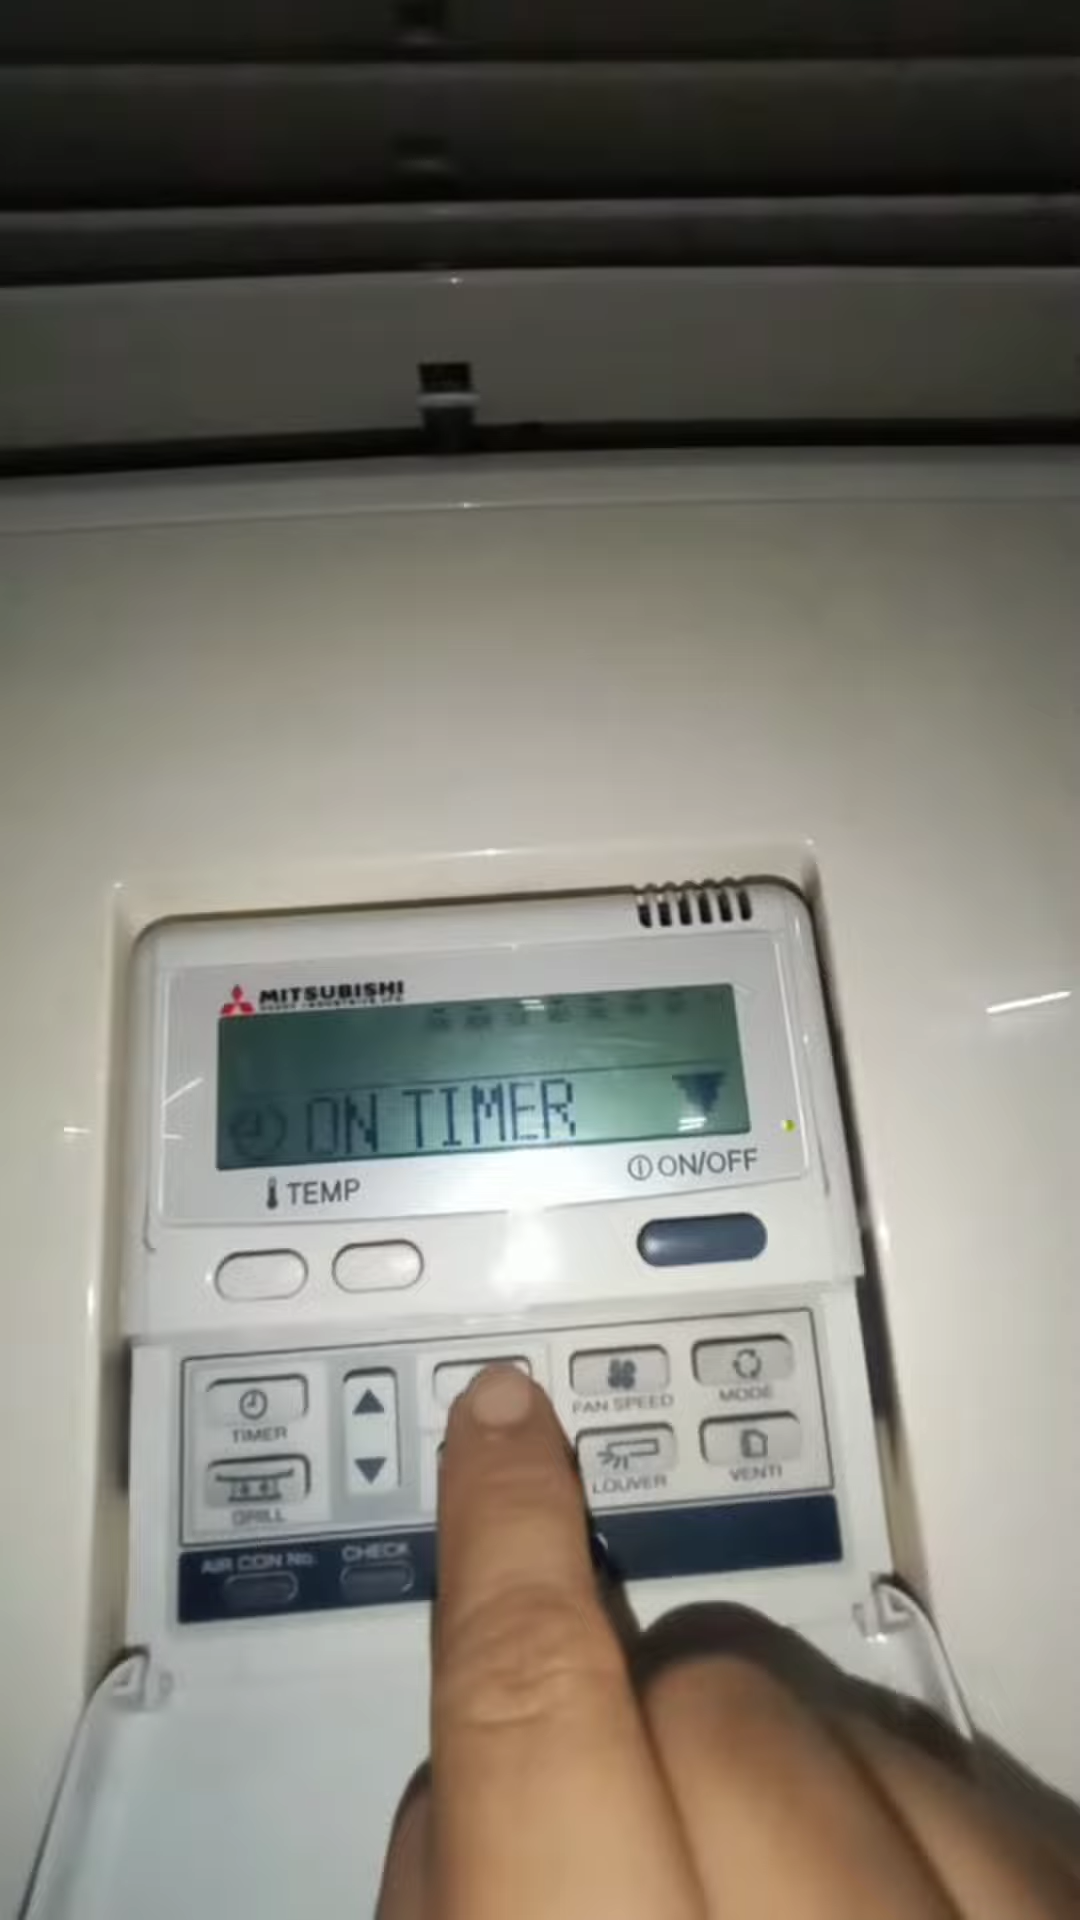 MITSUBISHI
ON TIMER
TEMP
ON/OFF
TIMER
FAN SPEED
MODE
GRILL
LOUVER
VENTI
AIR CON No.
CHECK